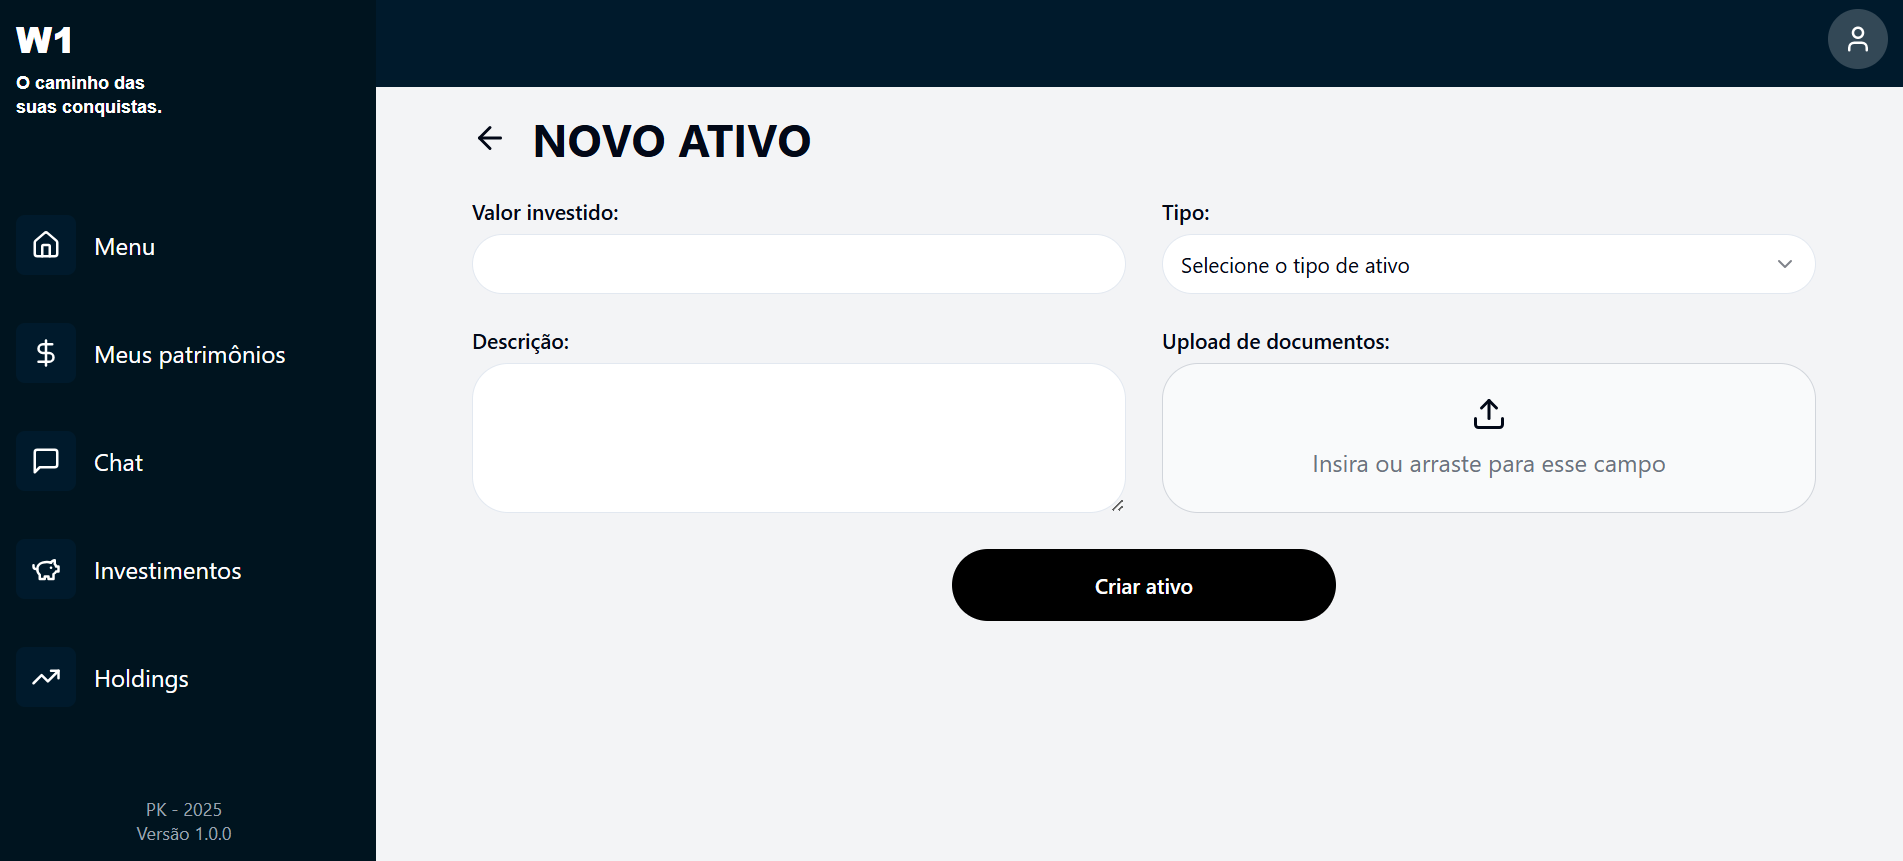 W1
O caminho das
suas conquistas.
Menu
Meus patrimônios
Chat
Investimentos
Holdings
PK - 2025
Versão 1.0.0
NOVO ATIVO
Valor investido:
Tipo:
Selecione o tipo de ativo
Descrição:
Upload de documentos:
Insira ou arraste para esse campo
Criar ativo